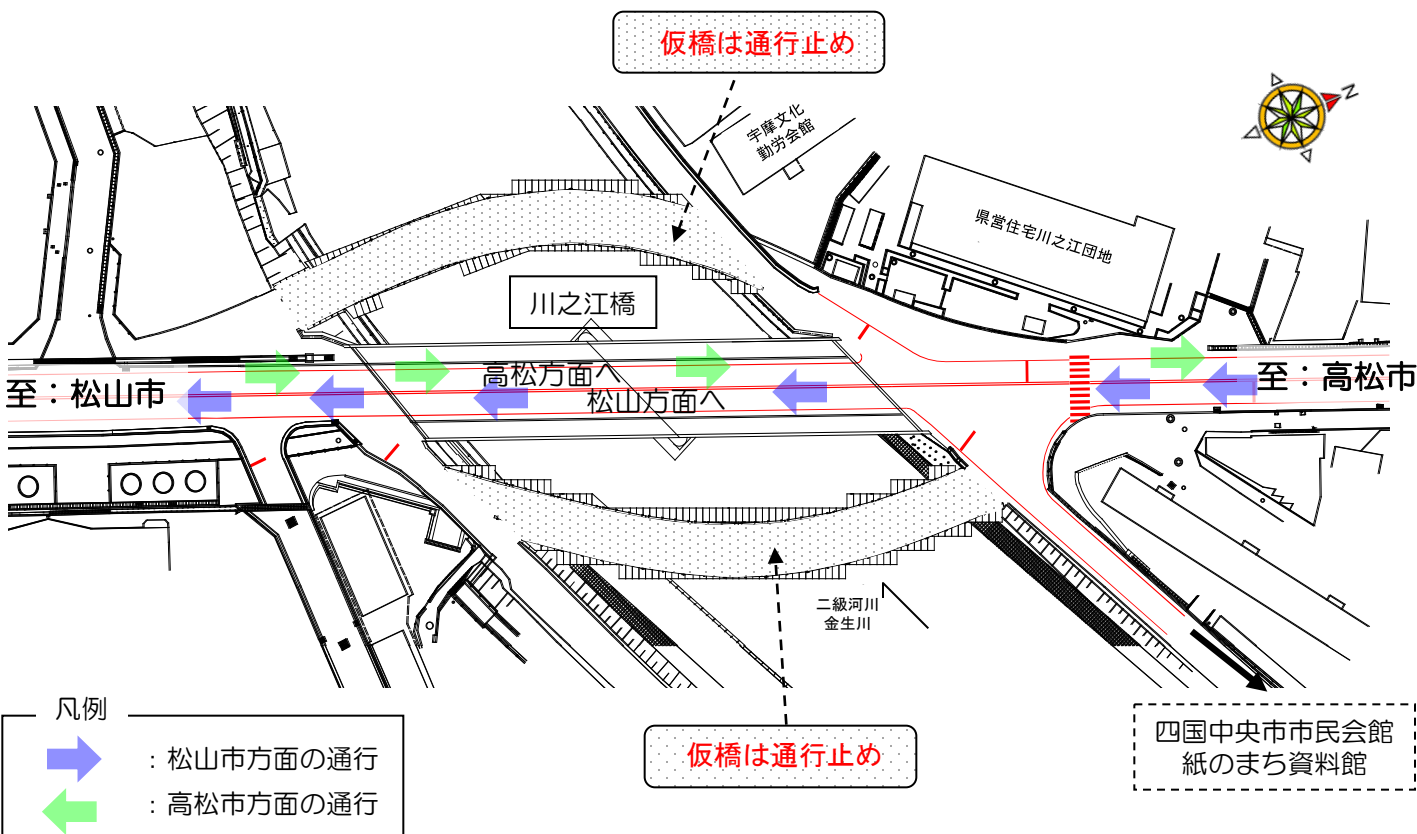 仮橋は通行止め
N
宇摩文化
勤労会館
県営住宅川之江団地
川之江橋
高松方面へ
至：松山市
松山方面へ
至：高松市
二級河川
金生川
仮橋は通行止め
四国中央市市民会館
紙のまち資料館
凡例
：松山市方面の通行
：高松市方面の通行